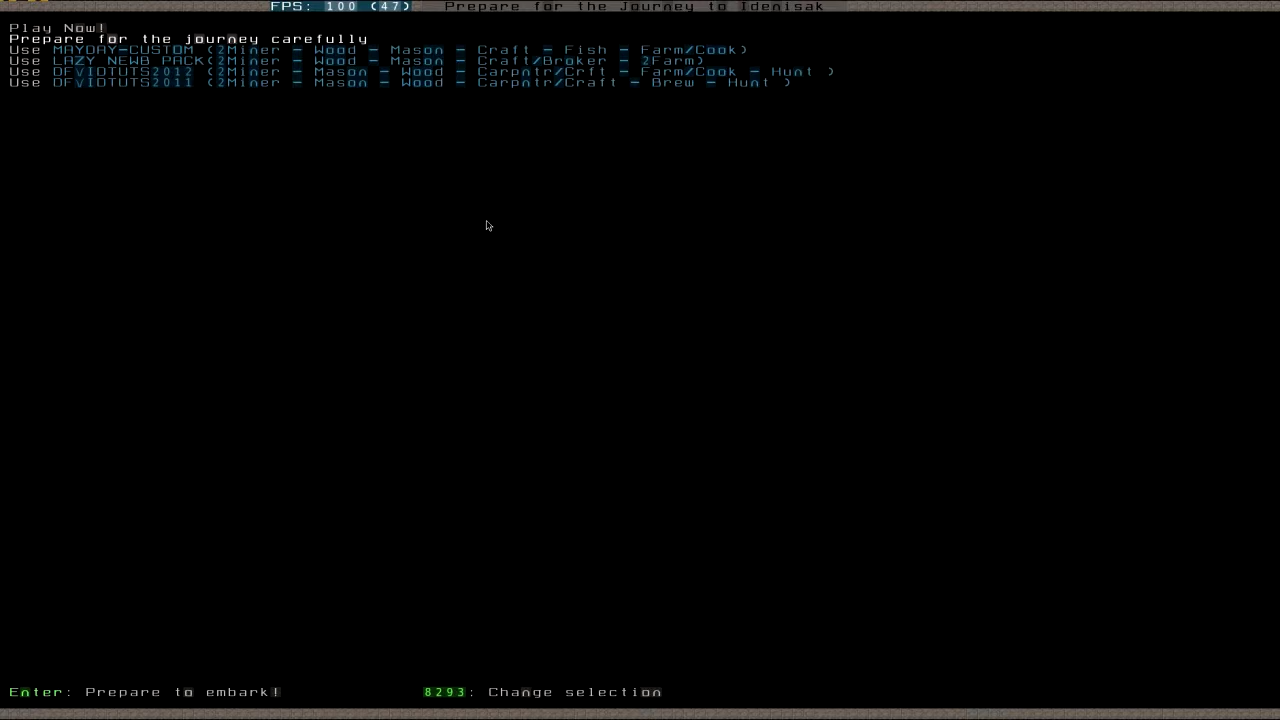 FPS: 100 (47) Prepare for the Journey to Idenisak
Play Now!
Prepare for the journey carefully
Use MAYDAY-CUSTOM (2Miner - Wood - Mason - Craft - Fish - Farm/Cook)
Use LAZY NEWB PACK(2Miner - Wood - Mason - Craft/Broker - 2Farm)
Use DFVIDTUTS2012 (2Miner - Mason - Wood - Carpntr/Crft - Farm/Cook - Hunt )
Use DFVIDTUTS2011 (2Miner - Mason - Wood - Carpntr/Craft - Brew - Hunt )
Enter: Prepare to embark! 8293: Change selection